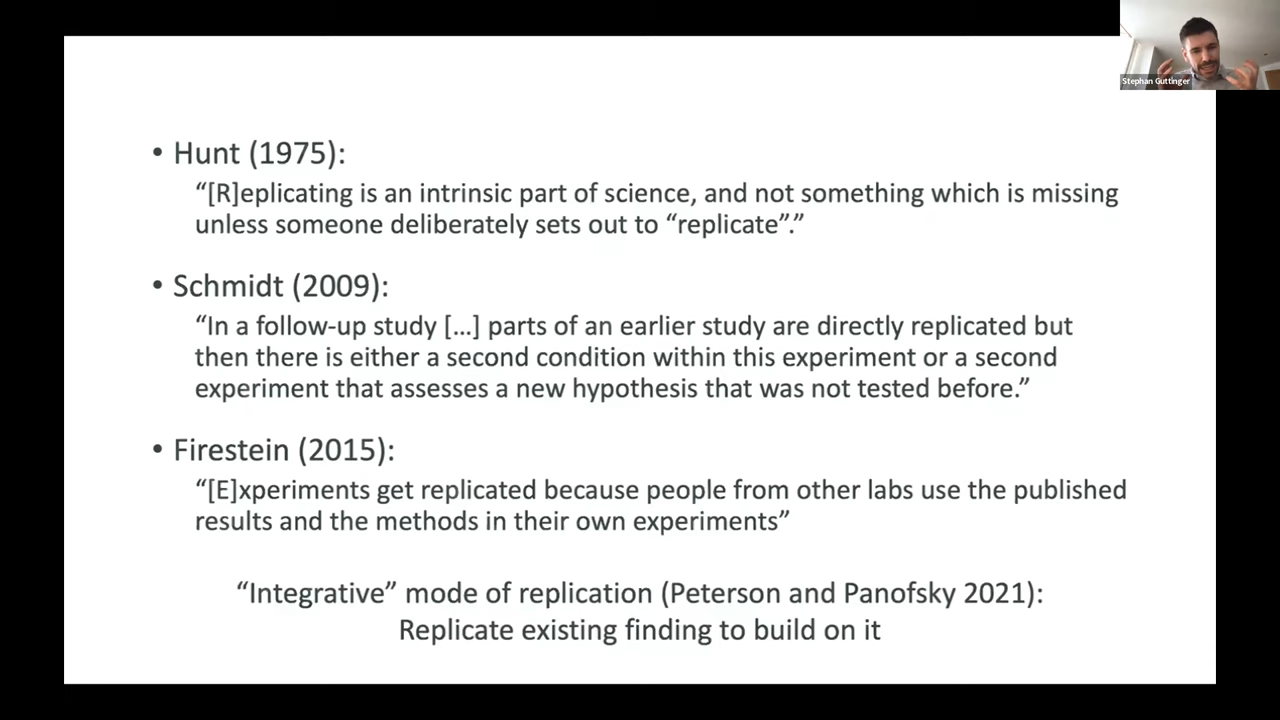 Stephan Guttinger
• Hunt (1975):
“[R]eplicating is an intrinsic part of science, and not something which is missing
unless someone deliberately sets out to “replicate”.”
• Schmidt (2009):
“In a follow-up study [...] parts of an earlier study are directly replicated but
then there is either a second condition within this experiment or a second
experiment that assesses a new hypothesis that was not tested before.”
• Firestein (2015):
“[E]xperiments get replicated because people from other labs use the published
results and the methods in their own experiments”
“Integrative” mode of replication (Peterson and Panofsky 2021):
Replicate existing finding to build on it